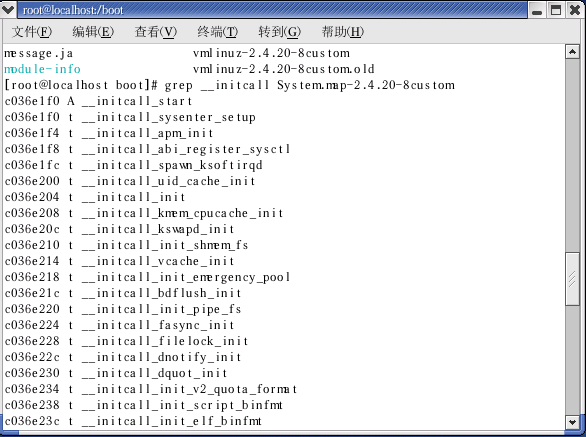 root@localhost:/boot
文件(F) 编辑(E) 查看(V) 终端(T) 转到(G) 帮助(H)
message.ja vmlinuz-2.4.20-8custom
module-info vmlinuz-2.4.20-8custom.old
[root@localhost boot]# grep __initcall System.map-2.4.20-8custom
c036e1f0 A __initcall_start
c036e1f0 t __initcall_sysenter_setup
c036e1f4 t __initcall_apm_init
c036e1f8 t __initcall_abi_register_sysctl
c036e1fc t __initcall_spawn_ksoftirqd
c036e200 t __initcall_uid_cache_init
c036e204 t __initcall_init
c036e208 t __initcall_kmem_cpucache_init
c036e20c t __initcall_kswapd_init
c036e210 t __initcall_init_shmem_fs
c036e214 t __initcall_vcache_init
c036e218 t __initcall_init_emergency_pool
c036e21c t __initcall_bdflush_init
c036e220 t __initcall_init_pipe_fs
c036e224 t __initcall_fasync_init
c036e228 t __initcall_filelock_init
c036e22c t __initcall_dnotify_init
c036e230 t __initcall_dquot_init
c036e234 t __initcall_init_v2_quota_format
c036e238 t __initcall_init_script_binfmt
c036e23c t __initcall_init_elf_binfmt